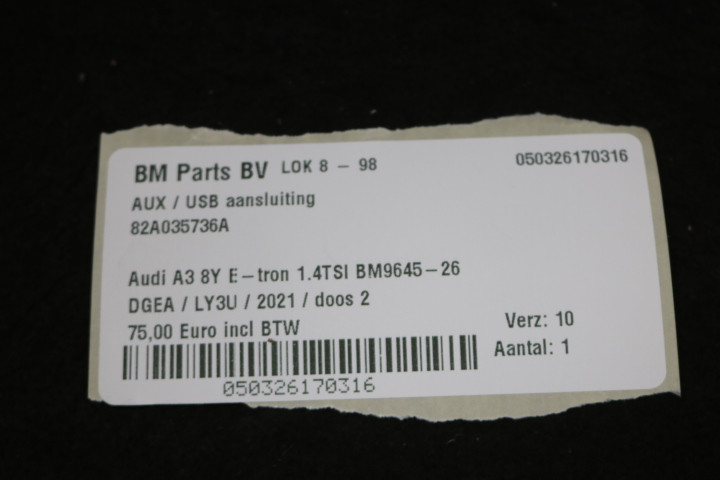 BM Parts BV LOK 8 - 98 050326170316
AUX / USB aansluiting
82A035736A
Audi A3 8Y E-tron 1.4TSI BM9645-26
DGEA / LY3U / 2021 / doos 2
75,00 Euro incl BTW Verz: 10
Aantal: 1
050326170316